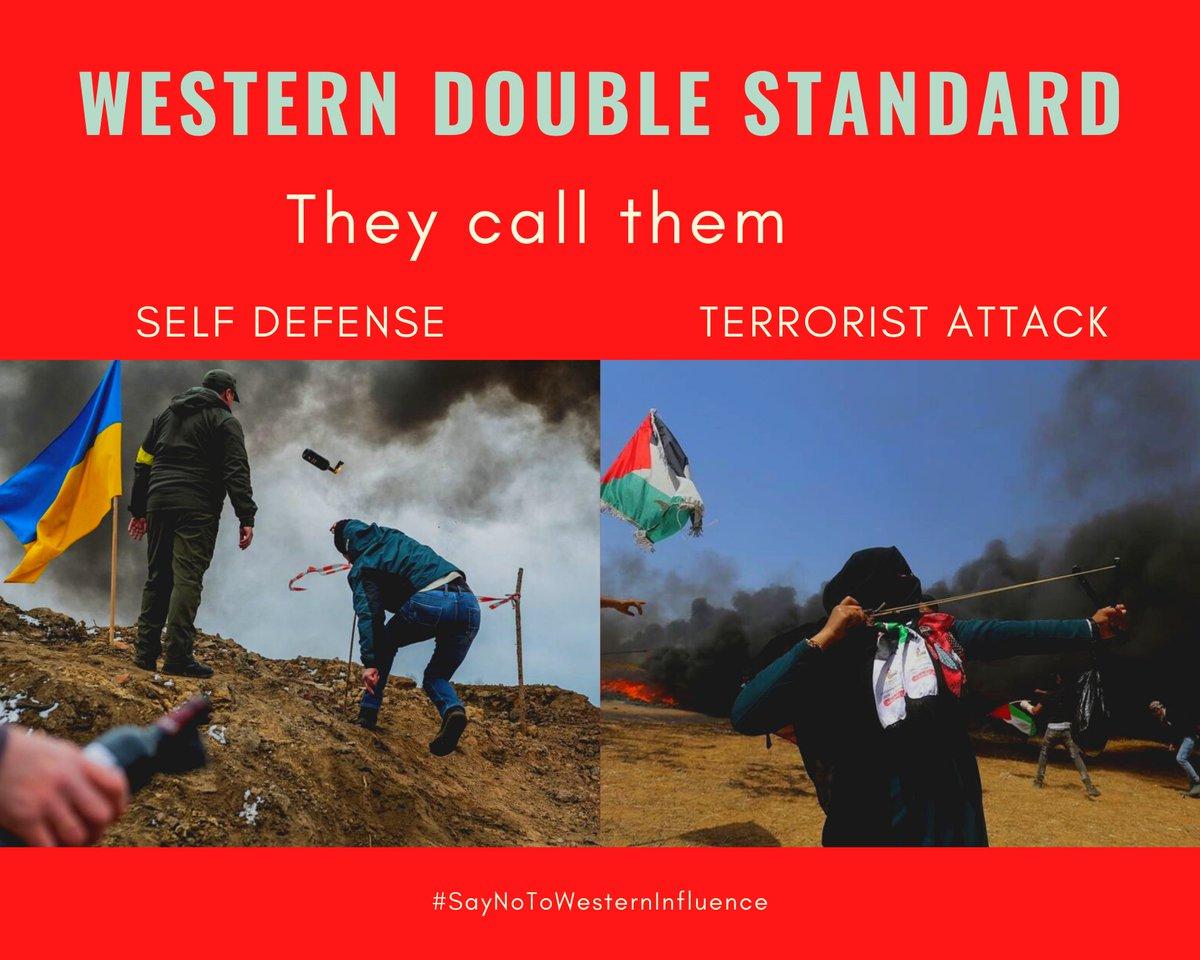 WESTERN DOUBLE STANDARD
They call them
SELF DEFENSE
TERRORIST ATTACK
#SayNoToWesternInfluence